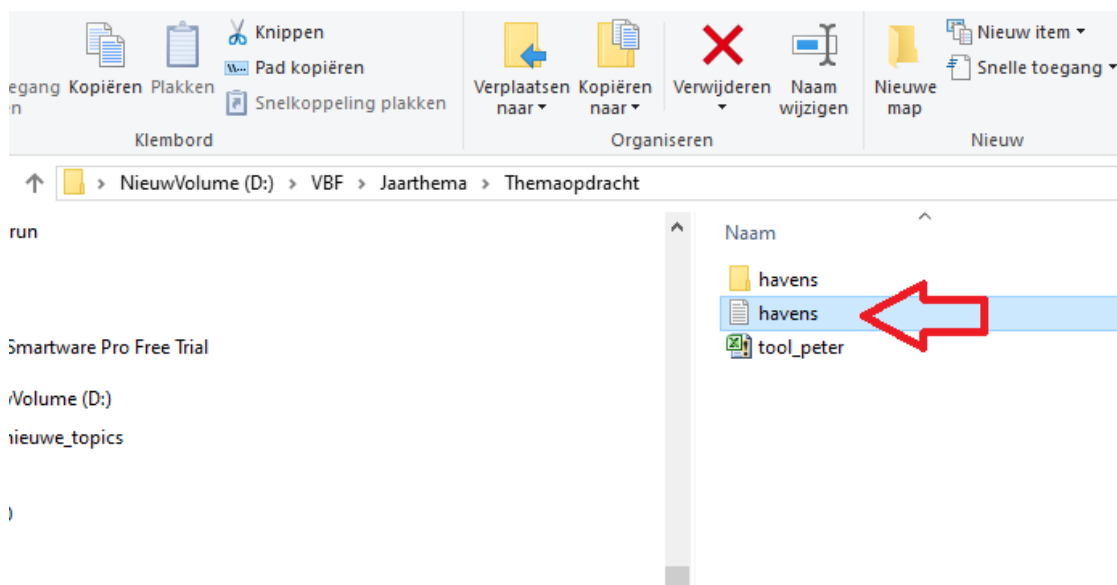 Knippen
Pad kopiëren
Snelkoppeling plakken
egang
en
Kopiëren
Plakken
Klembord
Verplaatsen
naar
Kopiëren
naar
Verwijderen
Naam
wijzigen
Organiseren
Nieuwe
map
Nieuw item
Snelle toegang
Nieuw
NieuwVolume (D:) > VBF > Jaarthema > Themaopdracht
run
Smartware Pro Free Trial
Volume (D:)
nieuwe_topics
)
Naam
havens
havens
tool_peter